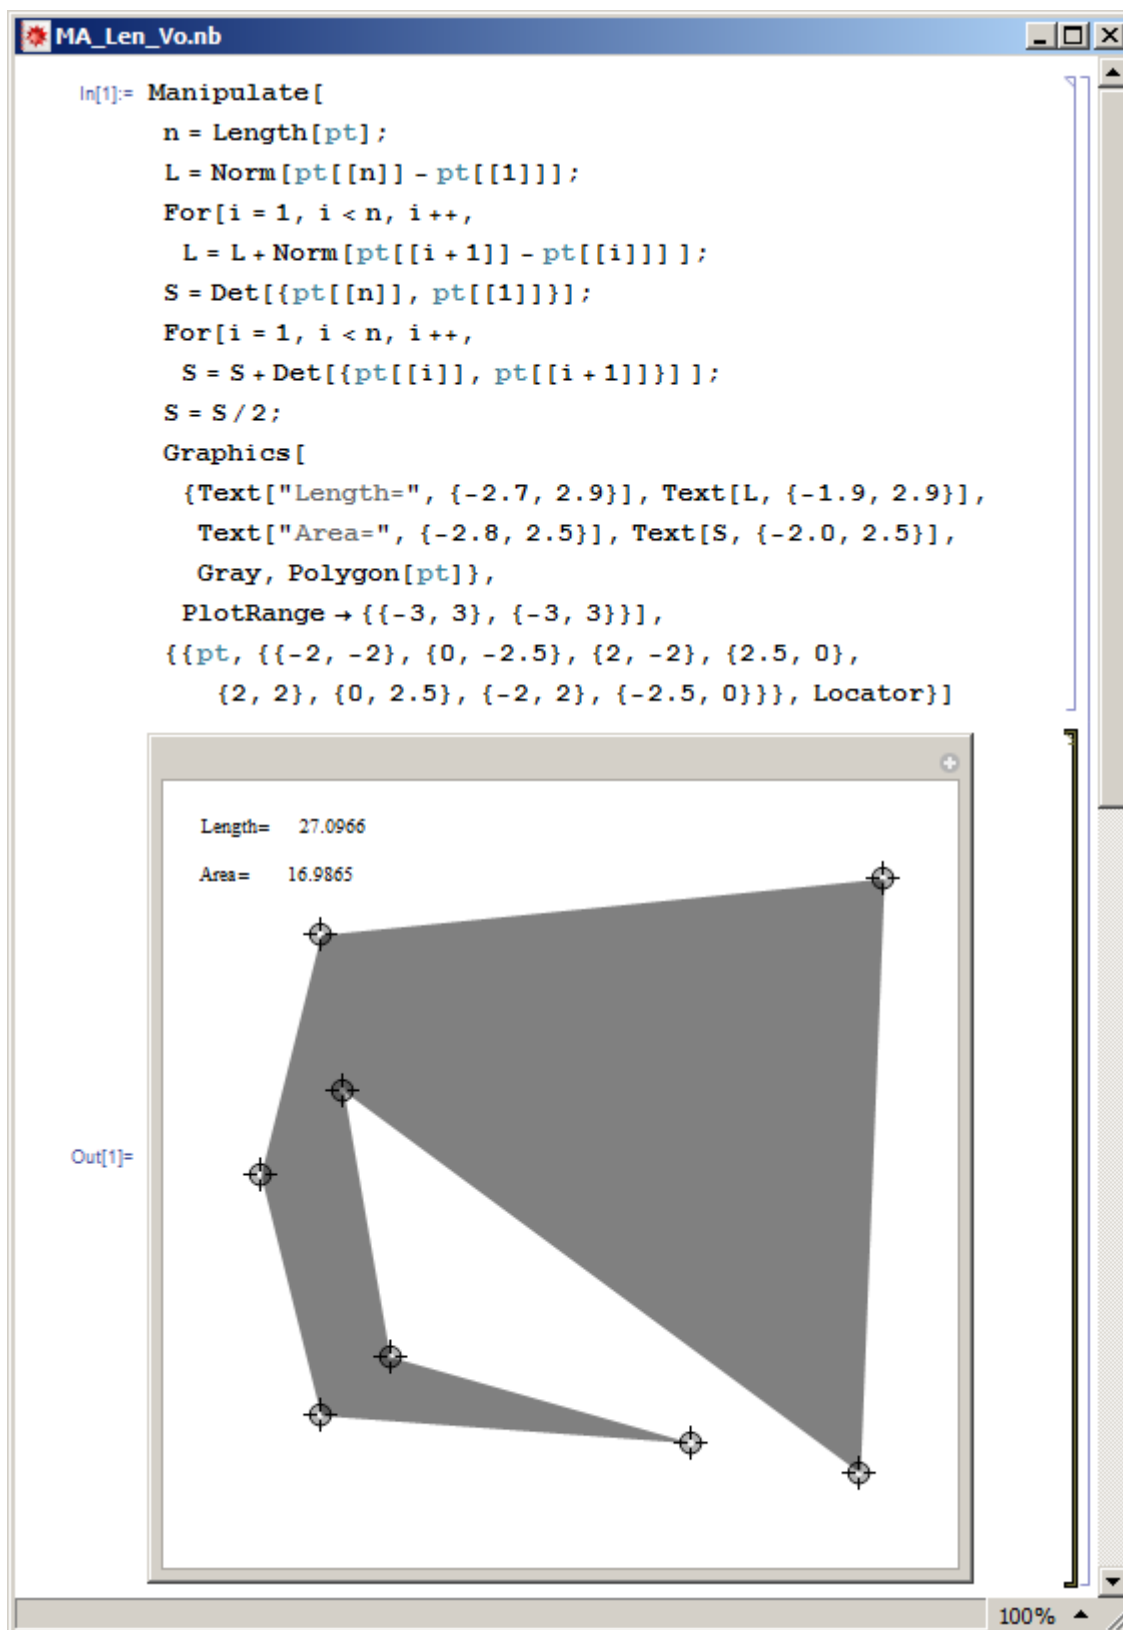 MA_Len_Vo.nb
In[1]:= Manipulate[
n = Length[pt];
L = Norm[pt[[n]] - pt[[1]]];
For[i = 1, i < n, i ++,
L = L + Norm[pt[[i + 1]] - pt[[i]]] ];
S = Det[{pt[[n]], pt[[1]]}];
For[i = 1, i < n, i ++,
S = S + Det[{pt[[i]], pt[[i + 1]]}] ];
S = S / 2;
Graphics[
{Text["Length=", {-2.7, 2.9}], Text[L, {-1.9, 2.9}],
Text["Area=", {-2.8, 2.5}], Text[S, {-2.0, 2.5}],
Gray, Polygon[pt]},
PlotRange → {{-3, 3}, {-3, 3}}],
{{pt, {{-2, -2}, {0, -2.5}, {2, -2}, {2.5, 0},
{2, 2}, {0, 2.5}, {-2, 2}, {-2.5, 0}}}, Locator}]
Length= 27.0966
Area= 16.9865
Out[1]=
100%